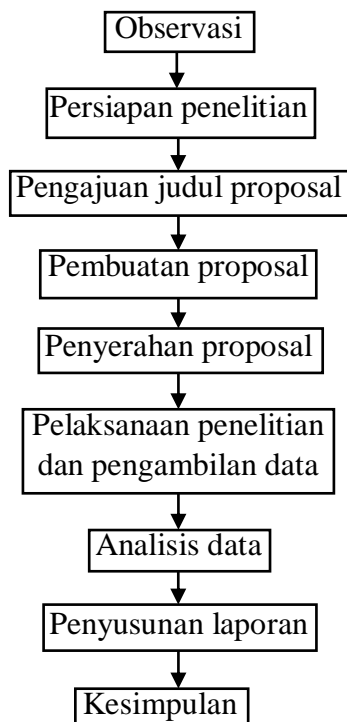 Observasi
Persiapan penelitian
Pengajuan judul proposal
Pembuatan proposal
Penyerahan proposal
Pelaksanaan penelitian
dan pengambilan data
Analisis data
Penyusunan laporan
Kesimpulan